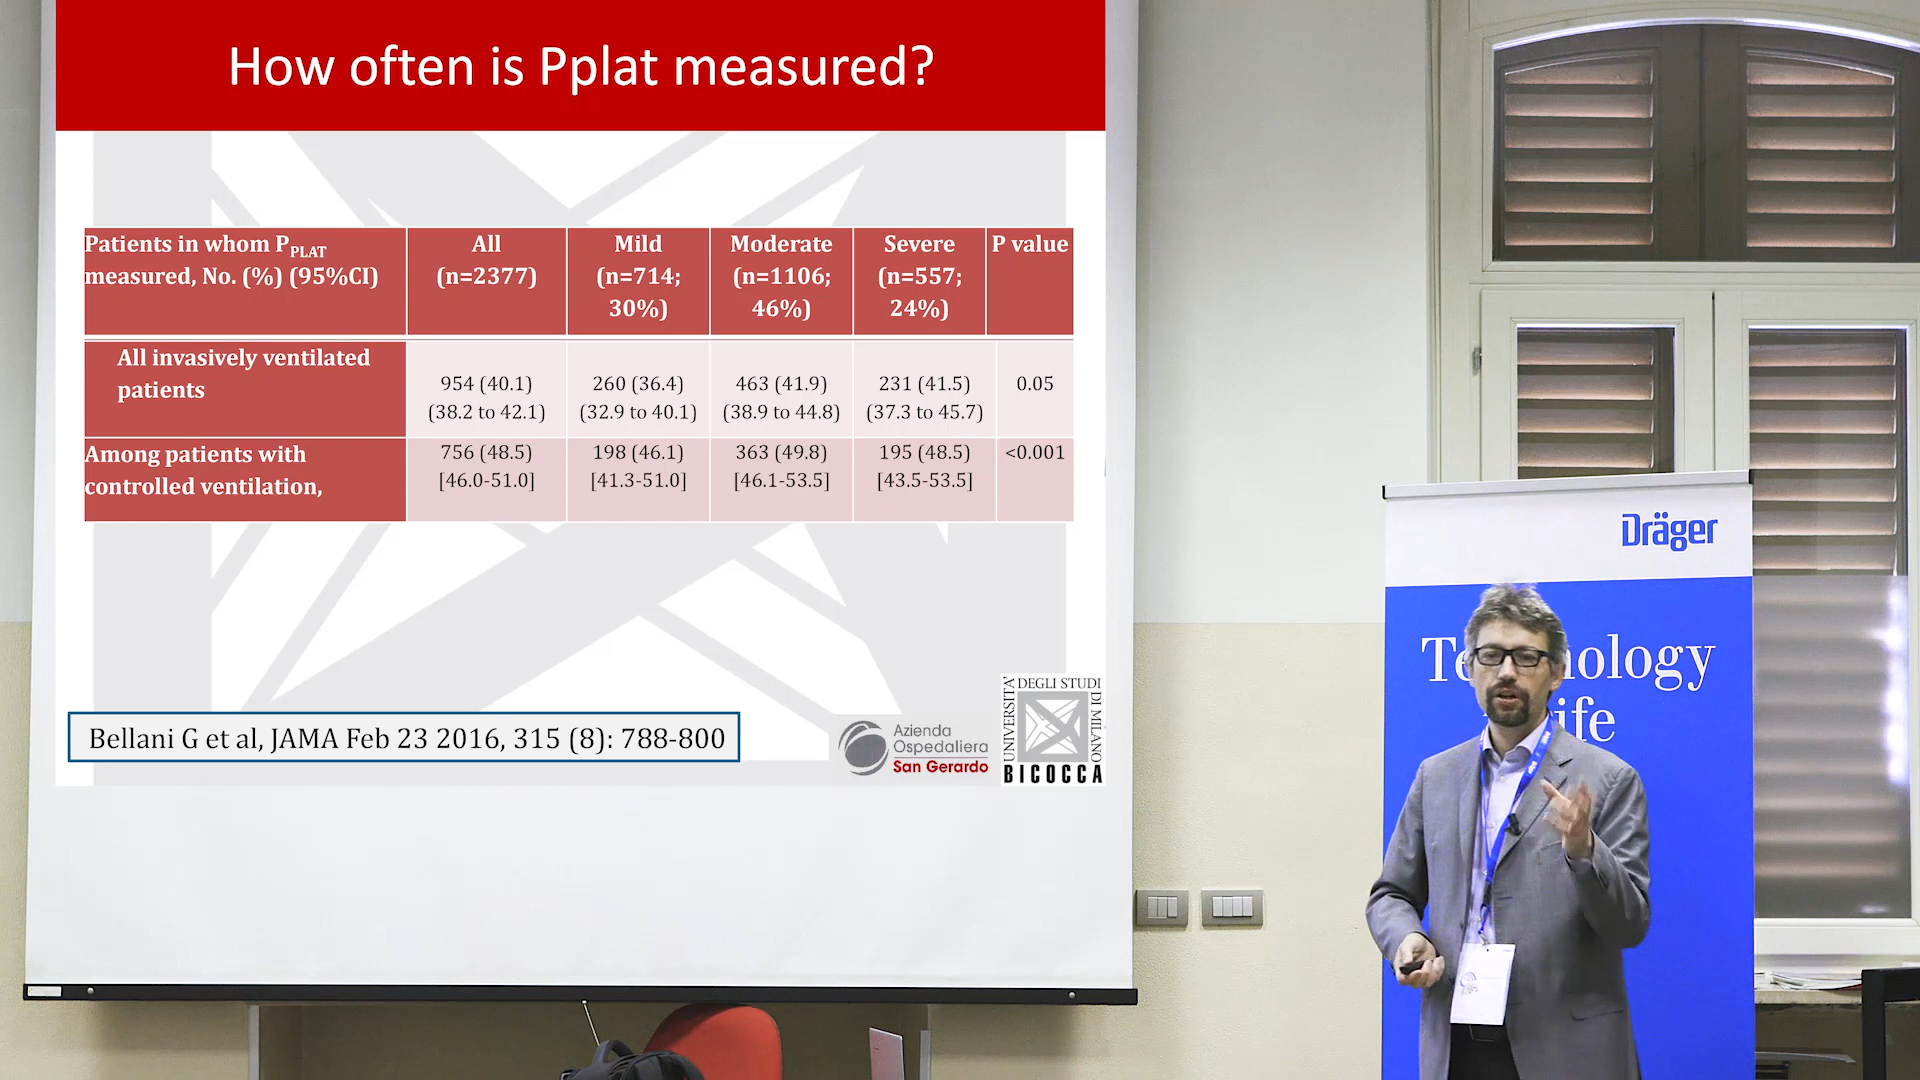 How often is Pplat measured?
Patients in whom PPLAT
measured, No. (%) (95%CI)
All
(n=2377)
Mild
(n=714;
30%)
Moderate
(n=1106;
46%)
Severe
(n=557;
24%)
P value
All invasively ventilated
patients
954 (40.1)
(38.2 to 42.1)
260 (36.4)
(32.9 to 40.1)
463 (41.9)
(38.9 to 44.8)
231 (41.5)
(37.3 to 45.7)
0.05
Among patients with
controlled ventilation,
756 (48.5)
[46.0-51.0]
198 (46.1)
[41.3-51.0]
363 (49.8)
[46.1-53.5]
195 (48.5)
[43.5-53.5]
<0.001
Bellani G et al, JAMA Feb 23 2016, 315 (8): 788-800
Azienda
Ospedaliera
San Gerardo
UNIVERSITA'
DEGLI STUDI
DI MILANO
BICOCCA
Dräger